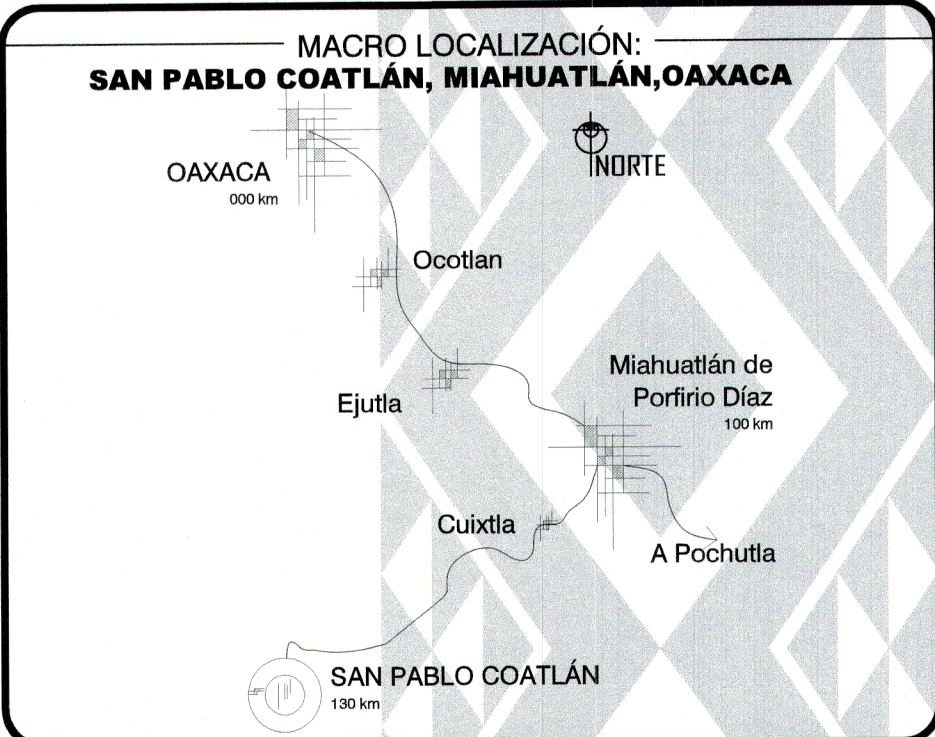 MACRO LOCALIZACIÓN:
SAN PABLO COATLÁN, MIAHUATLÁN,OAXACA
NORTE
OAXACA
000 km
Ocotlan
Miahuatlán de
Porfirio Díaz
100 km
Ejutla
Cuixtla
A Pochutla
SAN PABLO COATLÁN
130 km